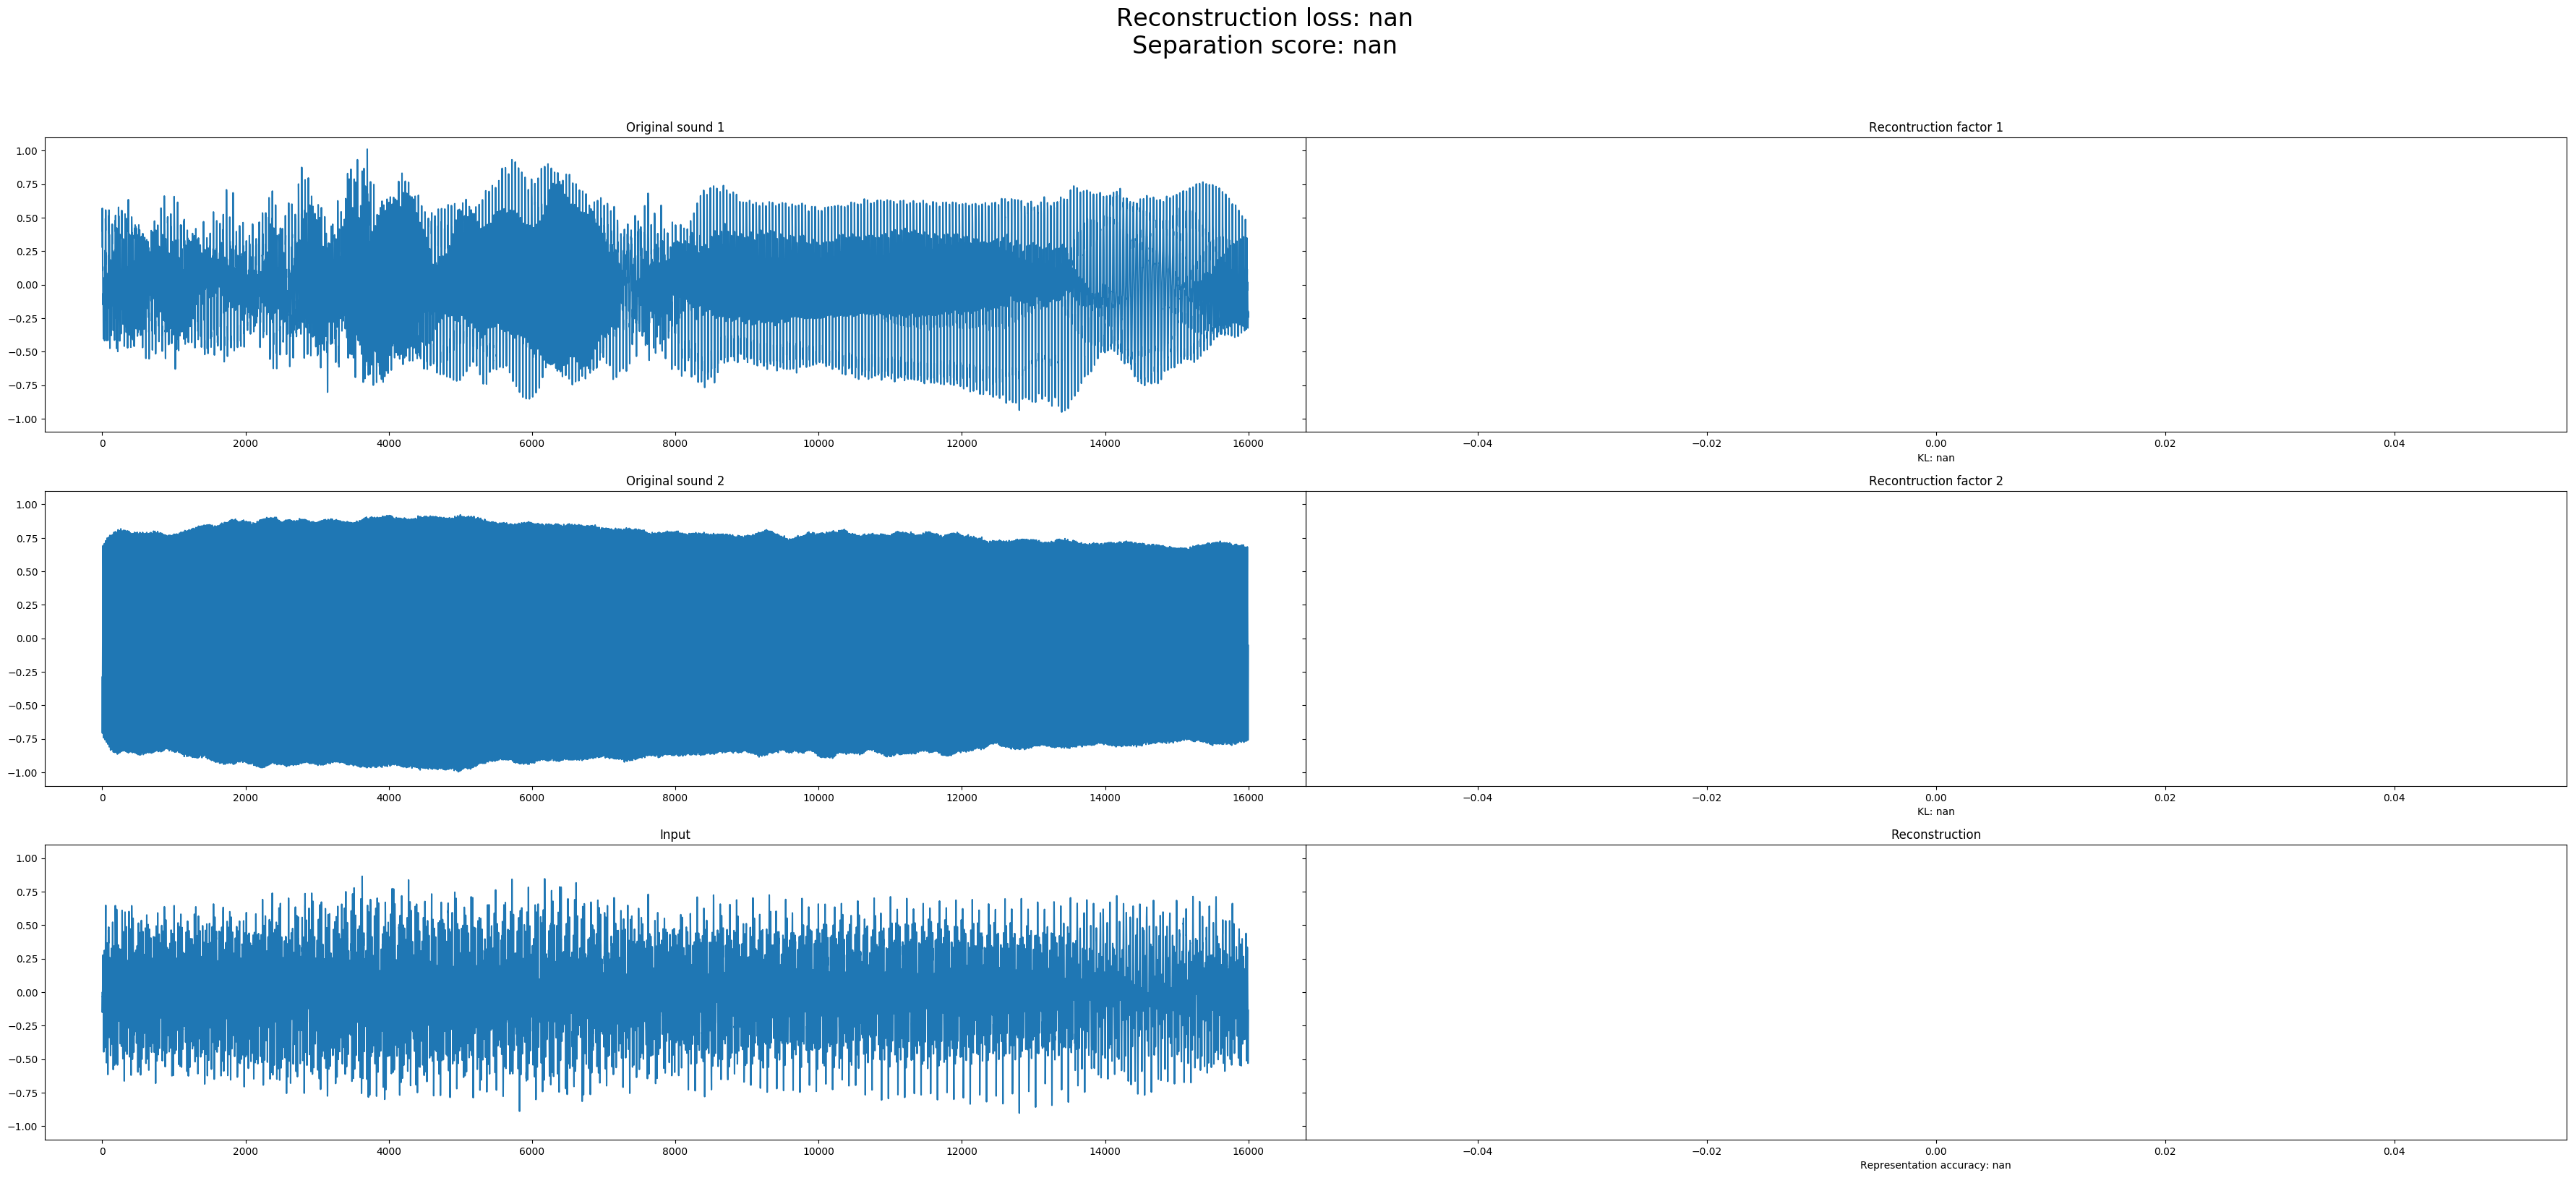 Reconstruction loss: nan
Separation score: nan
Original sound 1
Recontruction factor 1
1.00
0.75
0.50
0.25
0.00
−0.25
−0.50
−0.75
−1.00
0 2000 4000 6000 8000 10000 12000 14000 16000
−0.04 −0.02 0.00 0.02 0.04
KL: nan
Original sound 2
Recontruction factor 2
1.00
0.75
0.50
0.25
0.00
−0.25
−0.50
−0.75
−1.00
0 2000 4000 6000 8000 10000 12000 14000 16000
−0.04 −0.02 0.00 0.02 0.04
KL: nan
Input
Reconstruction
1.00
0.75
0.50
0.25
0.00
−0.25
−0.50
−0.75
−1.00
0 2000 4000 6000 8000 10000 12000 14000 16000
−0.04 −0.02 0.00 0.02 0.04
Representation accuracy: nan